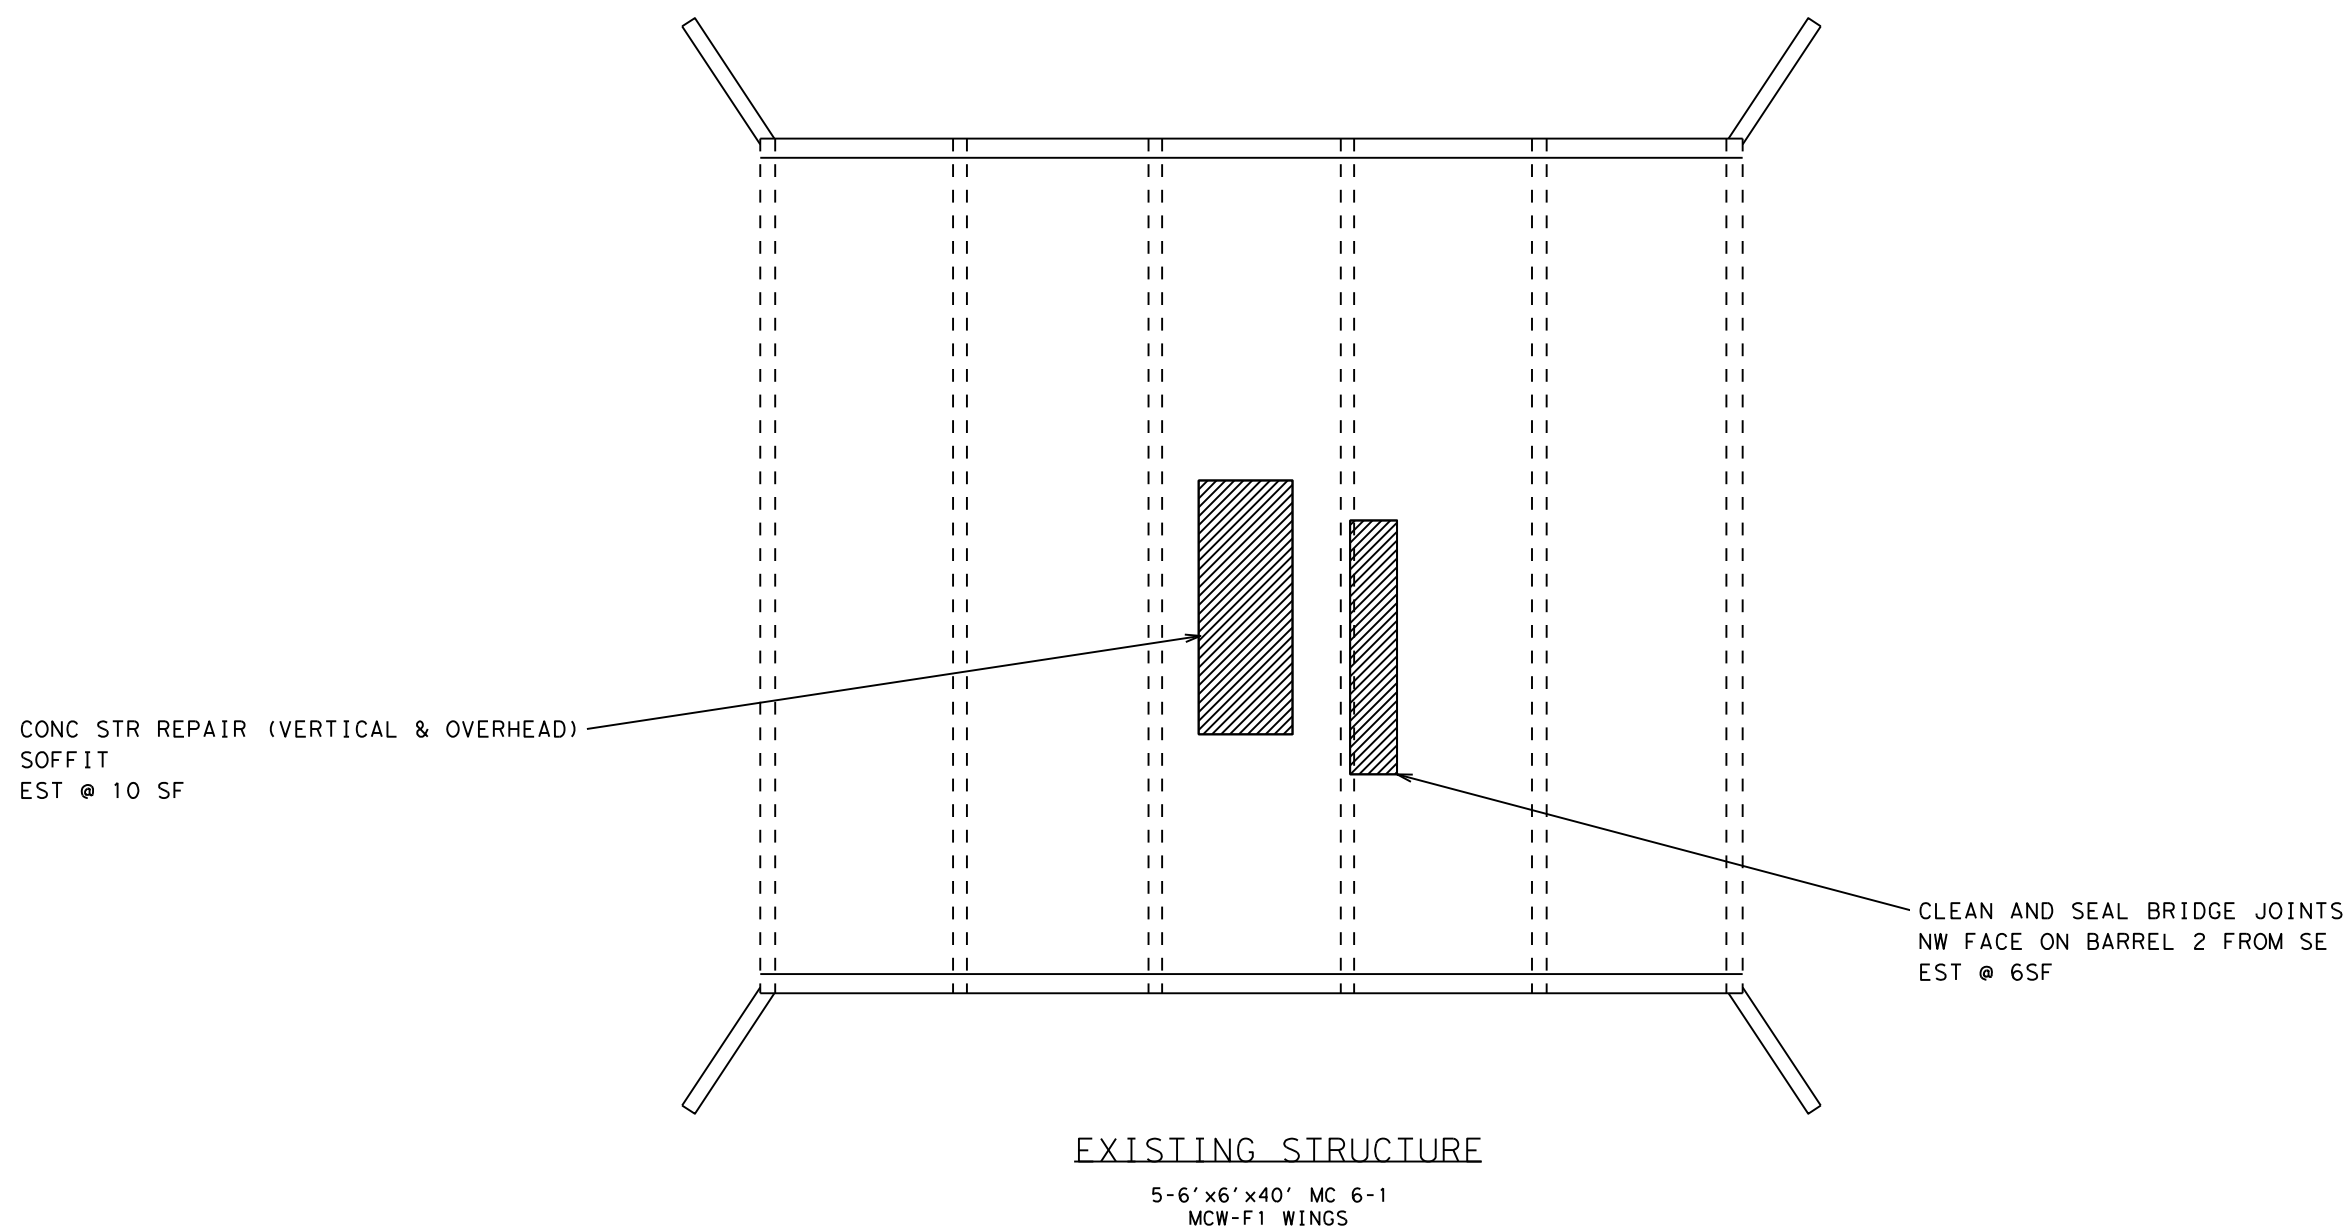 CONC STR REPAIR (VERTICAL & OVERHEAD)
SOFFIT
EST @ 10 SF
CLEAN AND SEAL BRIDGE JOINTS
NW FACE ON BARREL 2 FROM SE
EST @ 6SF
EXISTING STRUCTURE
5-6'x6'x40' MC 6-1
MCW-F1 WINGS